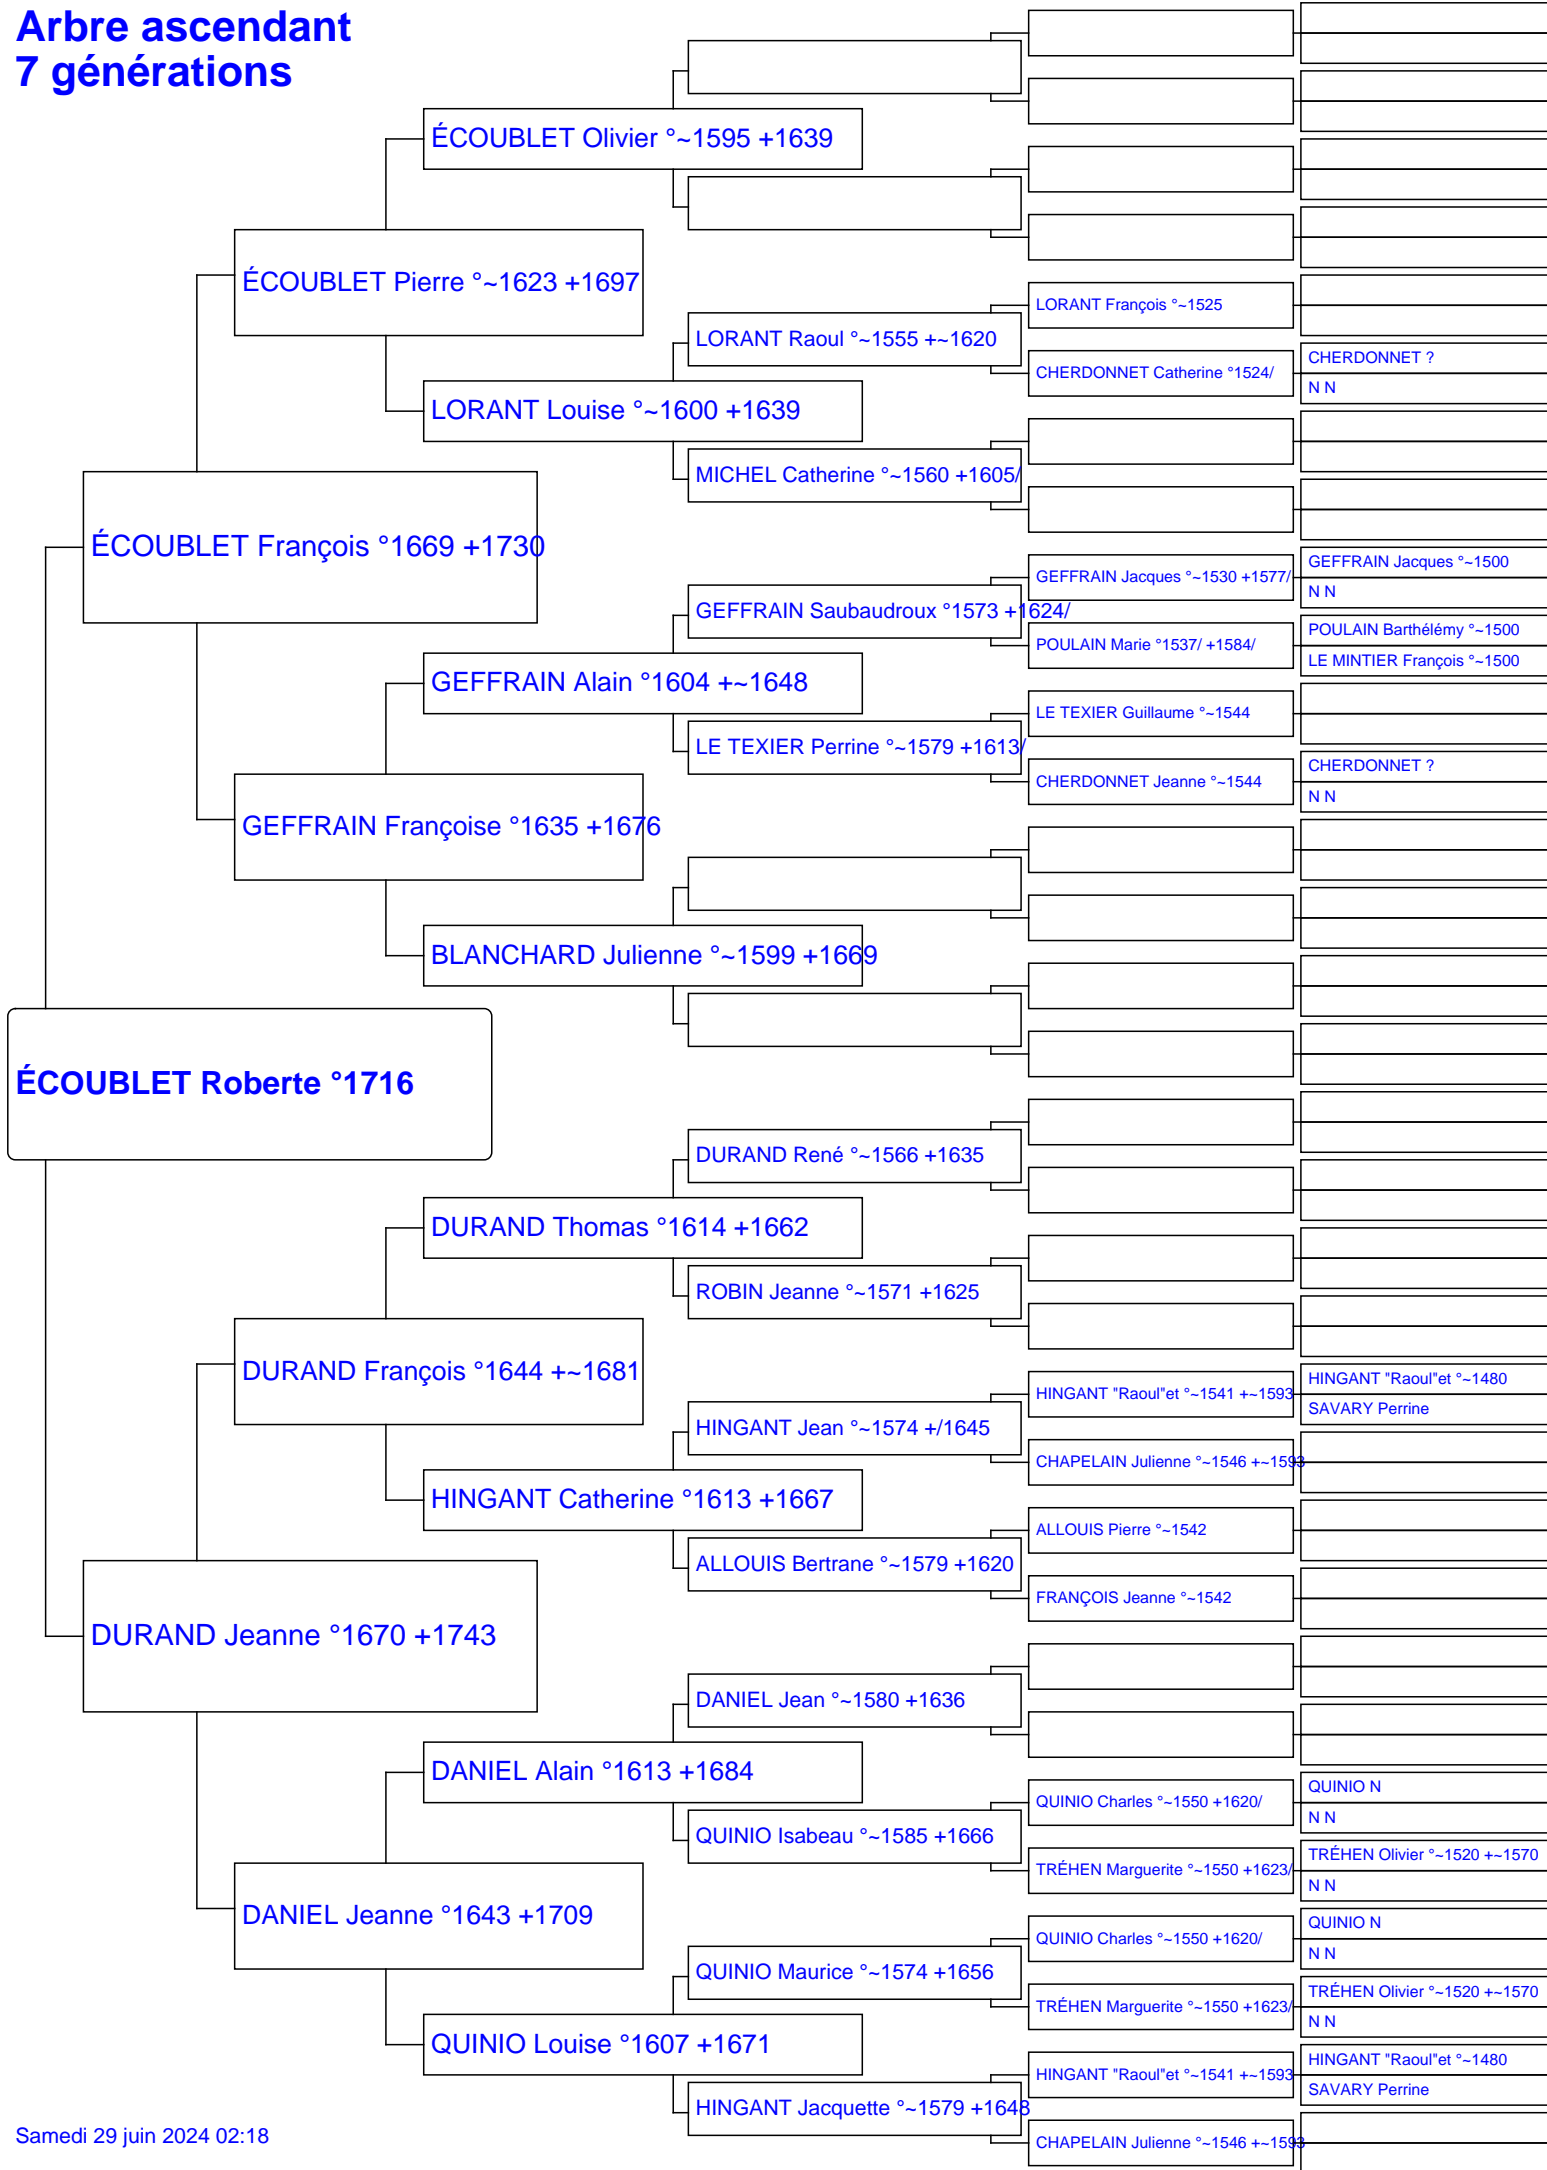 Arbre ascendant
7 générations
ÉCOUBLET Olivier °~1595 +1639
ÉCOUBLET Pierre °~1623 +1697
LORANT François °~1525
LORANT Raoul °~1555 +~1620
CHERDONNET ?
CHERDONNET Catherine °1524/
N N
LORANT Louise °~1600 +1639
MICHEL Catherine °~1560 +1605/
ÉCOUBLET François °1669 +1730
GEFFRAIN Jacques °~1500
GEFFRAIN Jacques °~1530 +1577/
N N
GEFFRAIN Saubaudroux °1573 +1624/
POULAIN Barthélémy °~1500
POULAIN Marie °1537/ +1584/
LE MINTIER François °~1500
GEFFRAIN Alain °1604 +~1648
LE TEXIER Guillaume °~1544
LE TEXIER Perrine °~1579 +1613/
CHERDONNET ?
CHERDONNET Jeanne °~1544
N N
GEFFRAIN Françoise °1635 +1676
BLANCHARD Julienne °~1599 +1669
ÉCOUBLET Roberte °1716
DURAND René °~1566 +1635
DURAND Thomas °1614 +1662
ROBIN Jeanne °~1571 +1625
DURAND François °1644 +~1681
HINGANT "Raoul"et °~1480
HINGANT "Raoul"et °~1541 +~1593
SAVARY Perrine
HINGANT Jean °~1574 +/1645
CHAPELAIN Julienne °~1546 +~1593
HINGANT Catherine °1613 +1667
ALLOUIS Pierre °~1542
ALLOUIS Bertrane °~1579 +1620
FRANÇOIS Jeanne °~1542
DURAND Jeanne °1670 +1743
DANIEL Jean °~1580 +1636
DANIEL Alain °1613 +1684
QUINIO N
QUINIO Charles °~1550 +1620/
N N
QUINIO Isabeau °~1585 +1666
TRÉHEN Olivier °~1520 +~1570
TRÉHEN Marguerite °~1550 +1623/
N N
DANIEL Jeanne °1643 +1709
QUINIO N
QUINIO Charles °~1550 +1620/
N N
QUINIO Maurice °~1574 +1656
TRÉHEN Olivier °~1520 +~1570
TRÉHEN Marguerite °~1550 +1623/
N N
QUINIO Louise °1607 +1671
HINGANT "Raoul"et °~1480
HINGANT "Raoul"et °~1541 +~1593
SAVARY Perrine
HINGANT Jacquette °~1579 +1648
CHAPELAIN Julienne °~1546 +~1593
Samedi 29 juin 2024 02:18